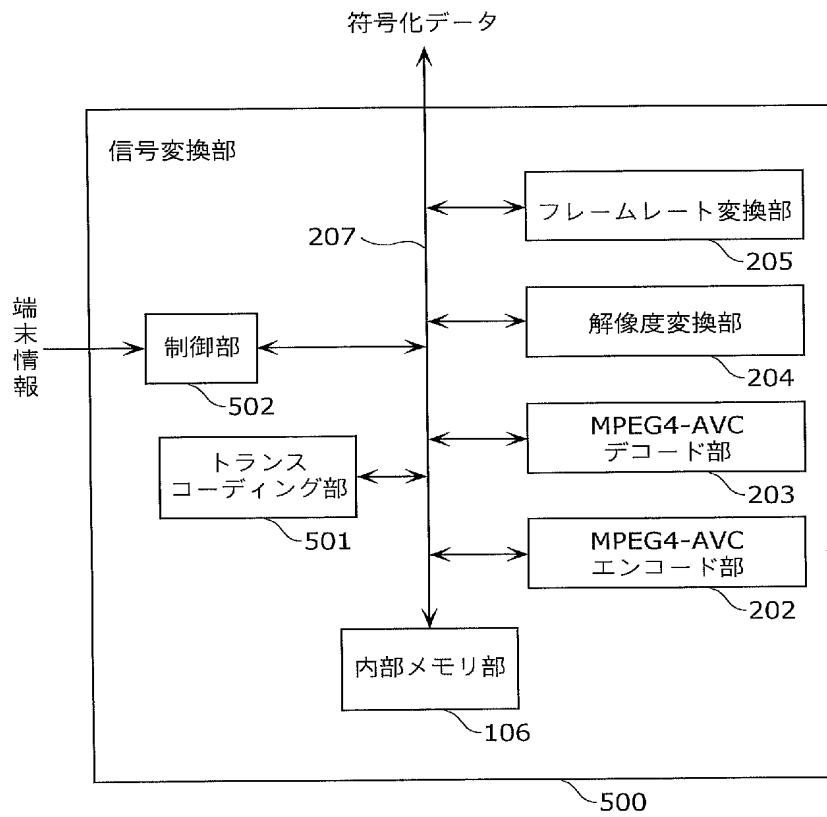 符号化データ
信号変換部
フレームレート変換部
205
207
解像度変換部
204
端末情報
制御部
502
MPEG4-AVC
デコード部
203
トランス
コーディング部
501
MPEG4-AVC
エンコード部
202
内部メモリ部
106
500